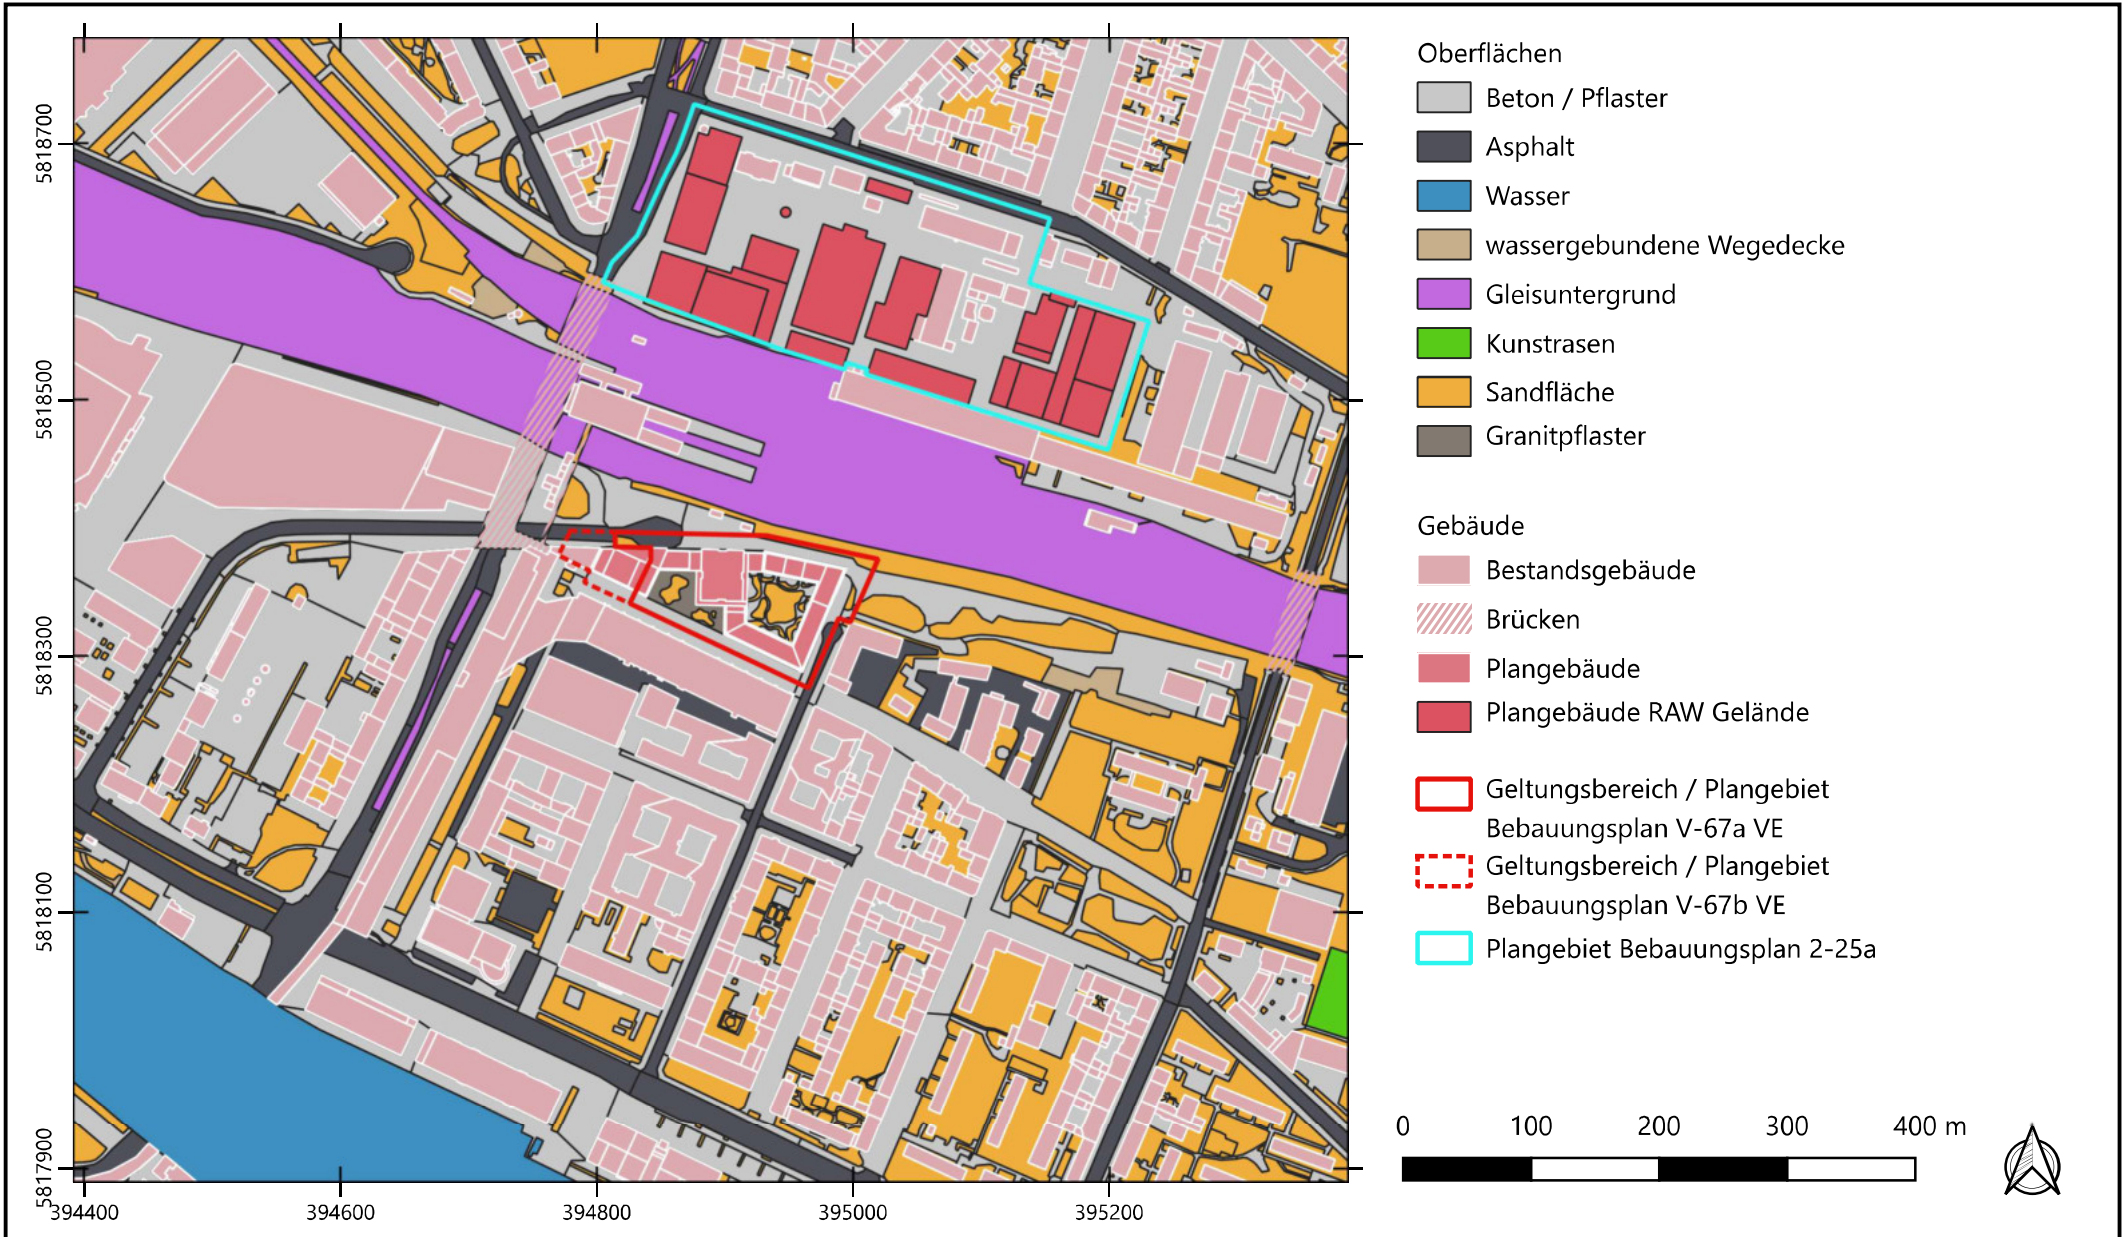 Oberflächen
Beton / Pflaster
Asphalt
Wasser
wassergebundene Wegedecke
Gleisuntergrund
Kunstrasen
Sandfläche
Granitpflaster
Gebäude
Bestandsgebäude
Brücken
Plangebäude
Plangebäude RAW Gelände
Geltungsbereich / Plangebiet
Bebauungsplan V-67a VE
Geltungsbereich / Plangebiet
Bebauungsplan V-67b VE
Plangebiet Bebauungsplan 2-25a
0 100 200 300 400 m
5818700
5818500
5818300
5818100
5817900
394400 394600 394800 395000 395200